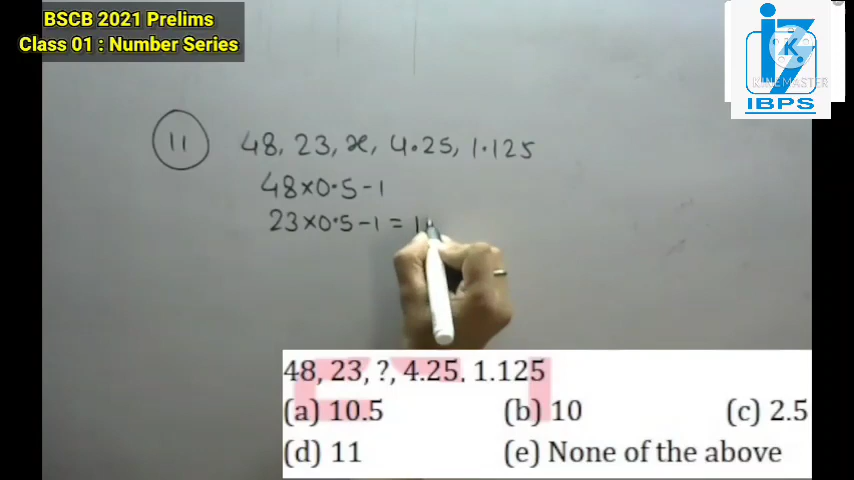 BSCB 2021 Prelims
Class 01 : Number Series
K
KINEMASTER
IBPS
11 48, 23, x, 4.25, 1.125
48×0.5-1
23×0.5-1 = 1
48, 23, ?, 4.25, 1.125
(a) 10.5 (b) 10 (c) 2.5
(d) 11 (e) None of the above